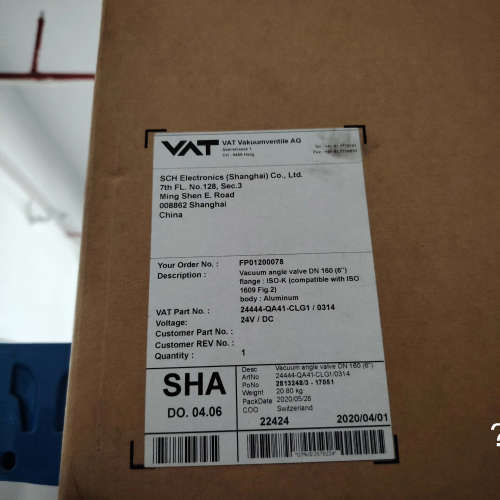 VAT VAT Vakuumventile AG
CH - 9469 Haag
SCH Electronics (Shanghai) Co., Ltd.
7th FL. No.128, Sec.3
Ming Shen E. Road
008862 Shanghai
China
Your Order No. : FP01200078
Description : Vacuum angle valve DN 160 (6")
flange : ISO-K (compatible with ISO
1609 Fig.2)
body : Aluminum
VAT Part No. : 24444-QA41-CLG1 / 0314
Voltage: 24V / DC
Customer Part No. :
Customer REV No. :
Quantity : 1
SHA
DO. 04.06
Desc Vacuum angle valve DN 160 (6")
ArtNo 24444-QA41-CLG1/0314
PoNo 2813248/3 - 17051
Weight 20.80 kg
PackData 2020/05/26
COO Switzerland
22424 2020/04/01
?